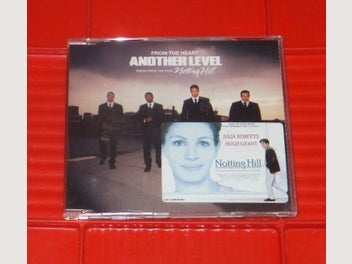 FROM THE HEART
ANOTHER LEVEL
TAKEN FROM THE FILM Notting Hill
JULIA ROBERTS
HUGH GRANT
Notting Hill